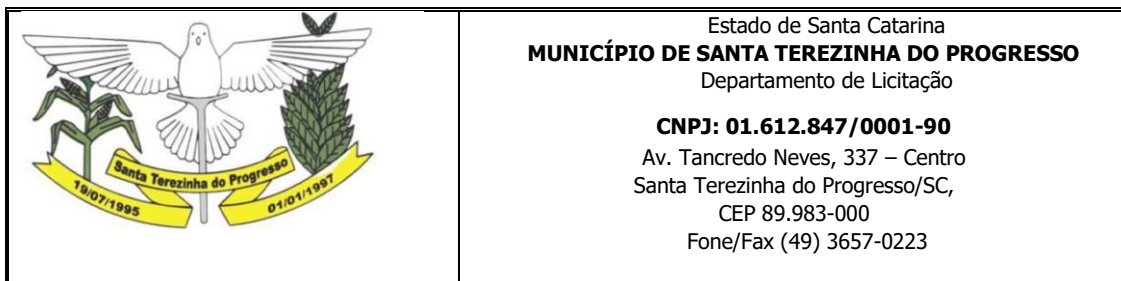 Santa Terezinha do Progresso
19/07/1995
01/01/1997
Estado de Santa Catarina
MUNICÍPIO DE SANTA TEREZINHA DO PROGRESSO
Departamento de Licitação
CNPJ: 01.612.847/0001-90
Av. Tancredo Neves, 337 – Centro
Santa Terezinha do Progresso/SC,
CEP 89.983-000
Fone/Fax (49) 3657-0223